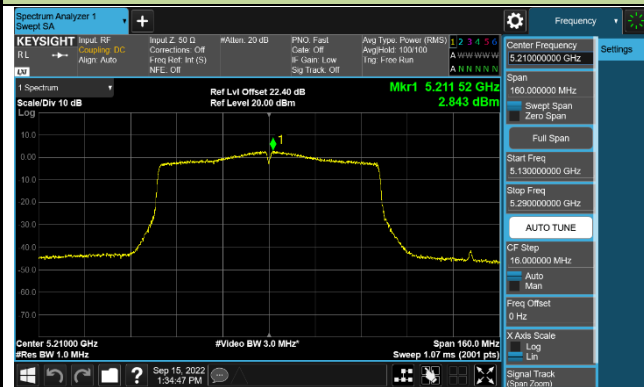 Spectrum Analyzer 1
Swept SA
Frequency
KEYSIGHT Input: RF
RL Coupling: DC
Align: Auto
LXI
Input Z: 50 Ω
Corrections: Off
Freq Ref: Int (S)
NFE: Off
#Atten: 20 dB
PNO: Fast
Gate: Off
IF Gain: Low
Sig Track: Off
Avg Type: Power (RMS)
Avg|Hold: 100/100
Trig: Free Run
1 2 3 4 5 6
A W W W W W
A N N N N N
1 Spectrum
Scale/Div 10 dB
Log
Ref Lvl Offset 22.40 dB
Ref Level 20.00 dBm
Mkr1 5.211 52 GHz
2.843 dBm
10.0
0.00
-10.0
-20.0
-30.0
-40.0
-50.0
-60.0
-70.0
1
Center 5.21000 GHz
#Res BW 1.0 MHz
#Video BW 3.0 MHz*
Span 160.0 MHz
Sweep 1.07 ms (2001 pts)
Center Frequency
5.210000000 GHz
Settings
Span
160.000000 MHz
Swept Span
Zero Span
Full Span
Start Freq
5.130000000 GHz
Stop Freq
5.290000000 GHz
AUTO TUNE
CF Step
16.000000 MHz
Auto
Man
Freq Offset
0 Hz
X Axis Scale
Log
Lin
Signal Track
(Span Zoom)
Sep 15, 2022
1:34:47 PM